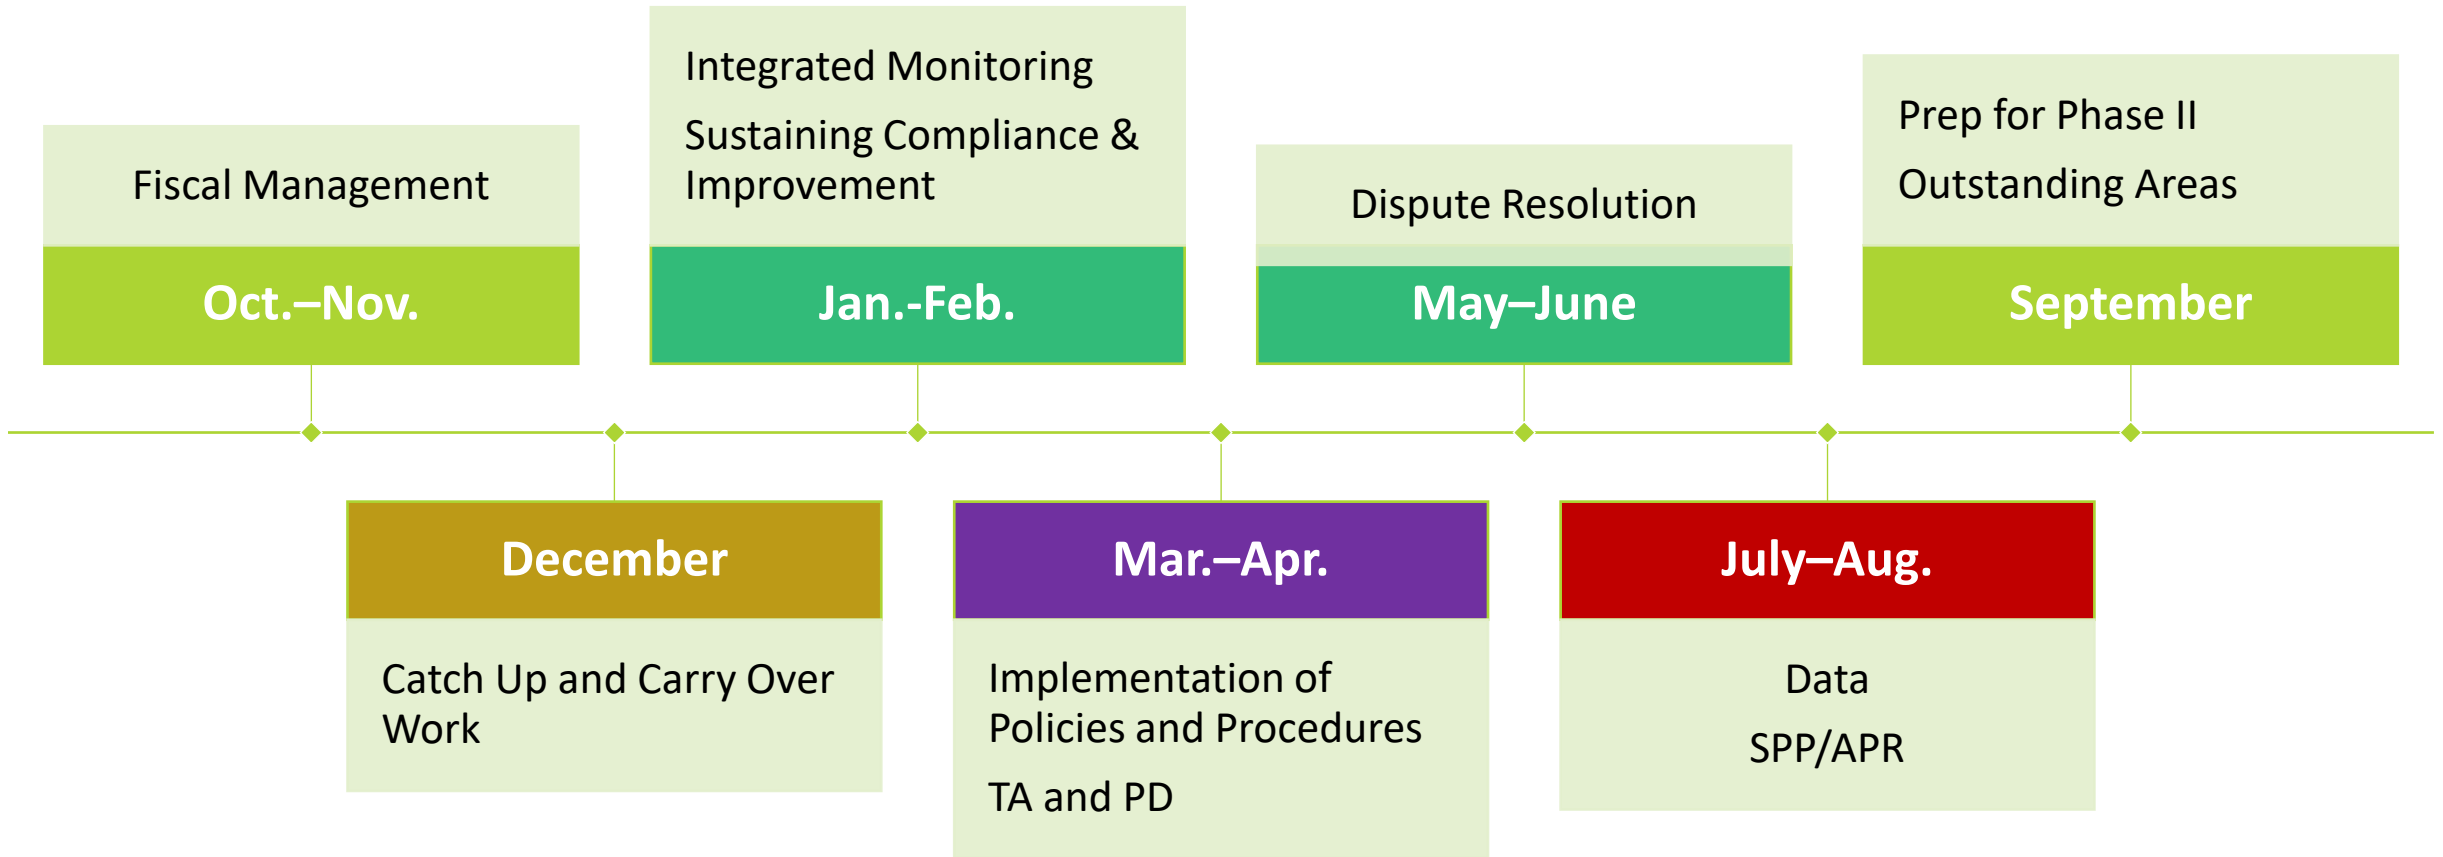 Fiscal Management
Oct.–Nov.
December
Catch Up and Carry Over
Work
Integrated Monitoring
Sustaining Compliance &
Improvement
Jan.-Feb.
Mar.–Apr.
Implementation of
Policies and Procedures
TA and PD
Dispute Resolution
May–June
July–Aug.
Data
SPP/APR
Prep for Phase II
Outstanding Areas
September